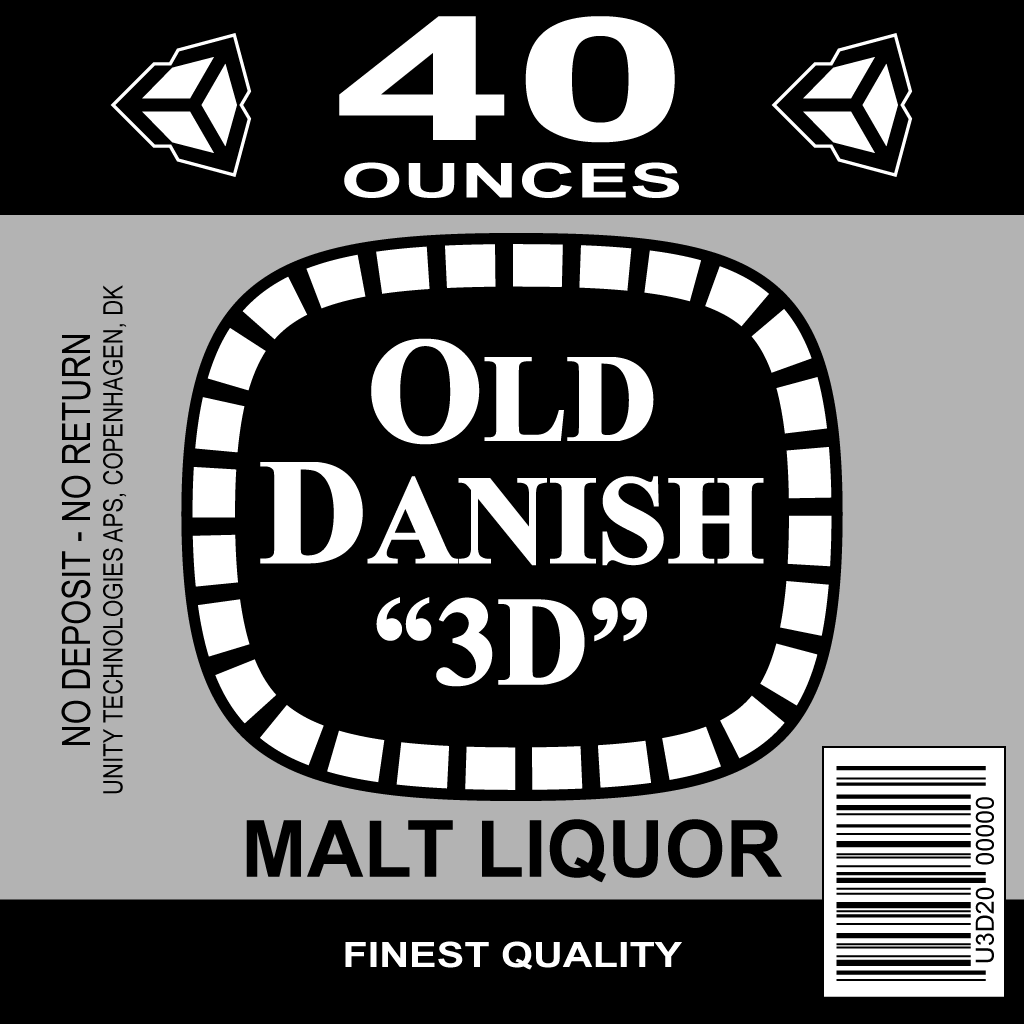 40
OUNCES
OLD
DANISH
“3D”
MALT LIQUOR
FINEST QUALITY
NO DEPOSIT - NO RETURN
UNITY TECHNOLOGIES APS, COPENHAGEN, DK
U3D20 00000